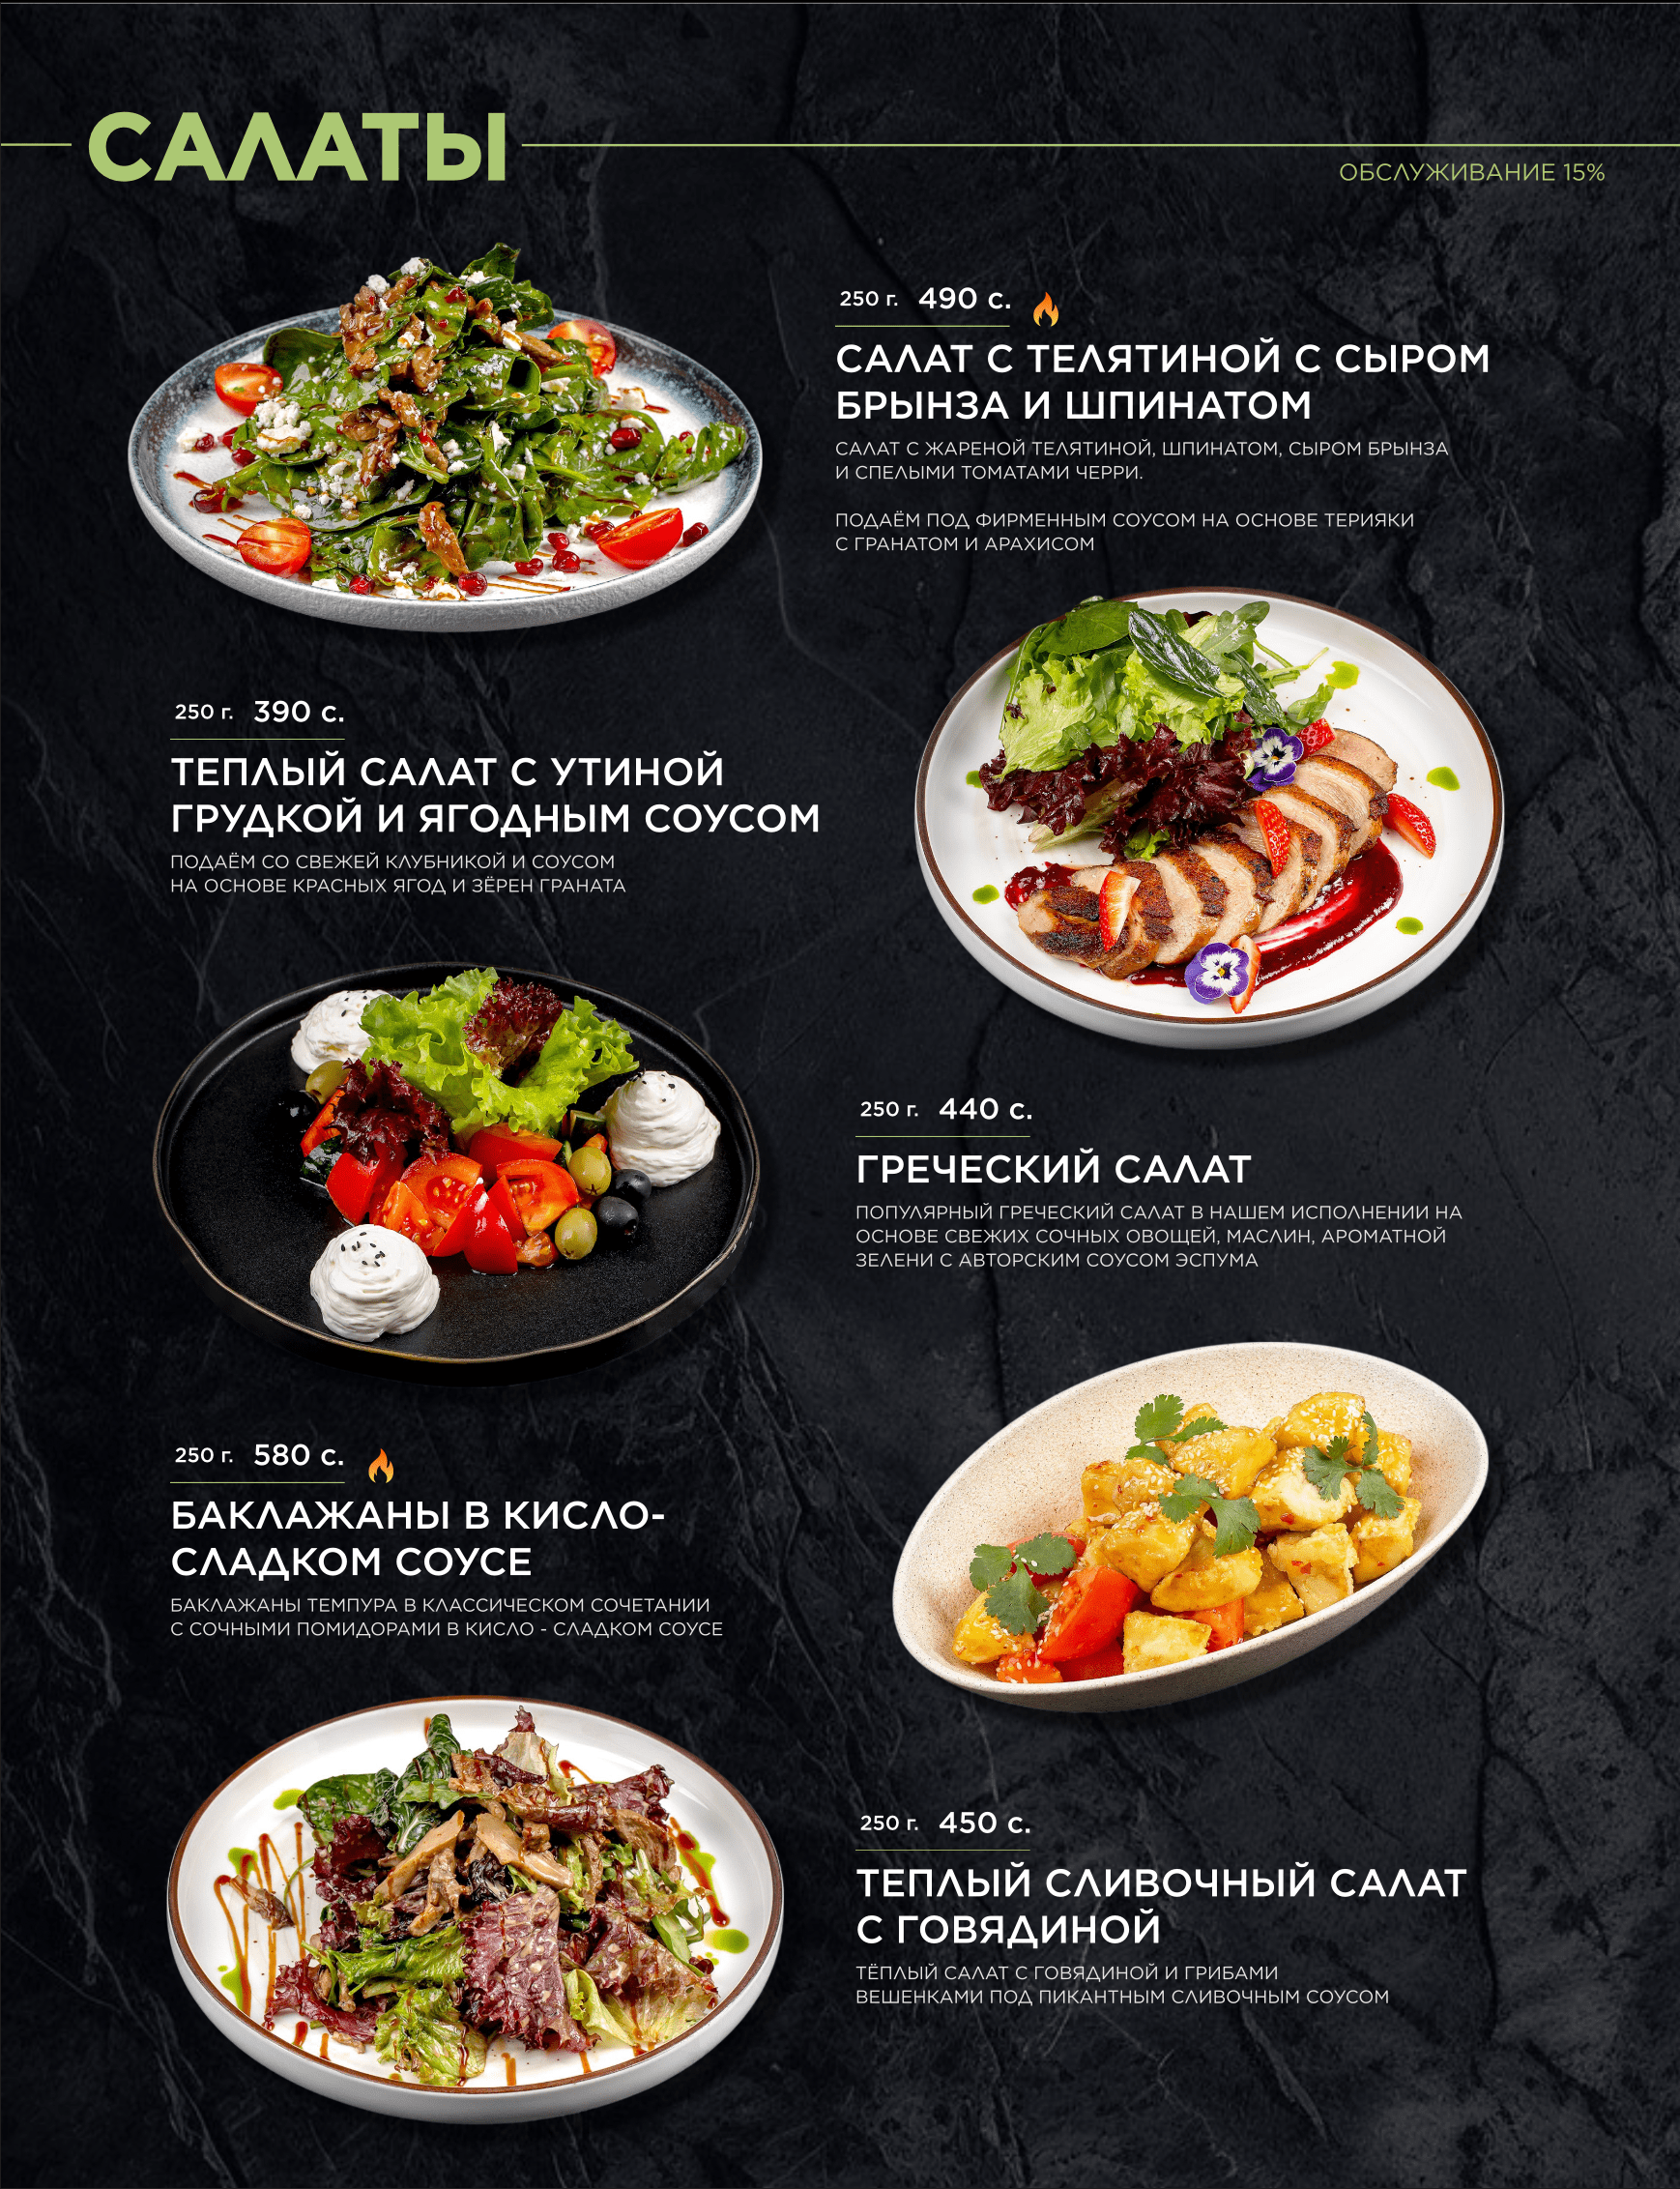 САЛАТЫ
ОБСЛУЖИВАНИЕ 15%
250 г. 490 с.
САЛАТ С ТЕЛЯТИНОЙ С СЫРОМ
БРЫНЗА И ШПИНАТОМ
САЛАТ С ЖАРЕНОЙ ТЕЛЯТИНОЙ, ШПИНАТОМ, СЫРОМ БРЫНЗА
И СПЕЛЫМИ ТОМАТАМИ ЧЕРРИ.
ПОДАЁМ ПОД ФИРМЕННЫМ СОУСОМ НА ОСНОВЕ ТЕРИЯКИ
С ГРАНАТОМ И АРАХИСОМ
250 г. 390 с.
ТЕПЛЫЙ САЛАТ С УТИНОЙ
ГРУДКОЙ И ЯГОДНЫМ СОУСОМ
ПОДАЁМ СО СВЕЖЕЙ КЛУБНИКОЙ И СОУСОМ
НА ОСНОВЕ КРАСНЫХ ЯГОД И ЗЁРЕН ГРАНАТА
250 г. 440 с.
ГРЕЧЕСКИЙ САЛАТ
ПОПУЛЯРНЫЙ ГРЕЧЕСКИЙ САЛАТ В НАШЕМ ИСПОЛНЕНИИ НА
ОСНОВЕ СВЕЖИХ СОЧНЫХ ОВОЩЕЙ, МАСЛИН, АРОМАТНОЙ
ЗЕЛЕНИ С АВТОРСКИМ СОУСОМ ЭСПУМА
250 г. 580 с.
БАКЛАЖАНЫ В КИСЛО-
СЛАДКОМ СОУСЕ
БАКЛАЖАНЫ ТЕМПУРА В КЛАССИЧЕСКОМ СОЧЕТАНИИ
С СОЧНЫМИ ПОМИДОРАМИ В КИСЛО - СЛАДКОМ СОУСЕ
250 г. 450 с.
ТЕПЛЫЙ СЛИВОЧНЫЙ САЛАТ
С ГОВЯДИНОЙ
ТЁПЛЫЙ САЛАТ С ГОВЯДИНОЙ И ГРИБАМИ
ВЕШЕНКАМИ ПОД ПИКАНТНЫМ СЛИВОЧНЫМ СОУСОМ